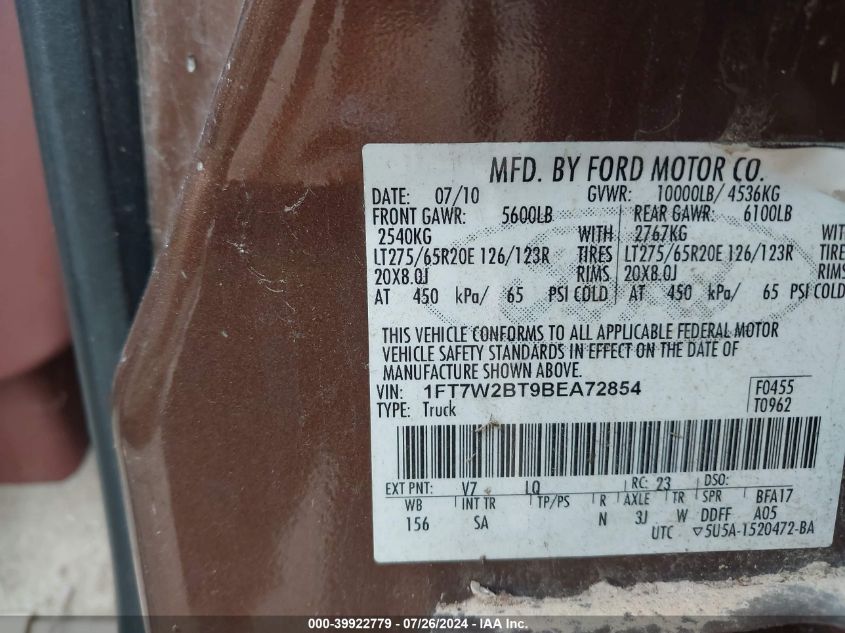 MFD. BY FORD MOTOR CO.
DATE: 07/10 GVWR: 10000LB/ 4536KG
FRONT GAWR: 5600LB REAR GAWR: 6100LB
2540KG WITH 2767KG WITH
LT275/65R20E 126/123R TIRES LT275/65R20E 126/123R TIRE
20X8.0J RIMS 20X8.0J RIMS
AT 450 kPa/ 65 PSI COLD AT 450 kPa/ 65 PSI COLD
THIS VEHICLE CONFORMS TO ALL APPLICABLE FEDERAL MOTOR
VEHICLE SAFETY STANDARDS IN EFFECT ON THE DATE OF
MANUFACTURE SHOWN ABOVE.
VIN: 1FT7W2BT9BEA72854 F0455
TYPE: Truck T0962
EXT PNT: V7 LQ RC: 23 DSO:
WB INT TR TP/PS R AXLE TR SPR BFA17
156 SA N 3J W DDFF A05
UTC ▽5U5A-1520472-BA
000-39922779 - 07/26/2024 - IAAI, Inc.